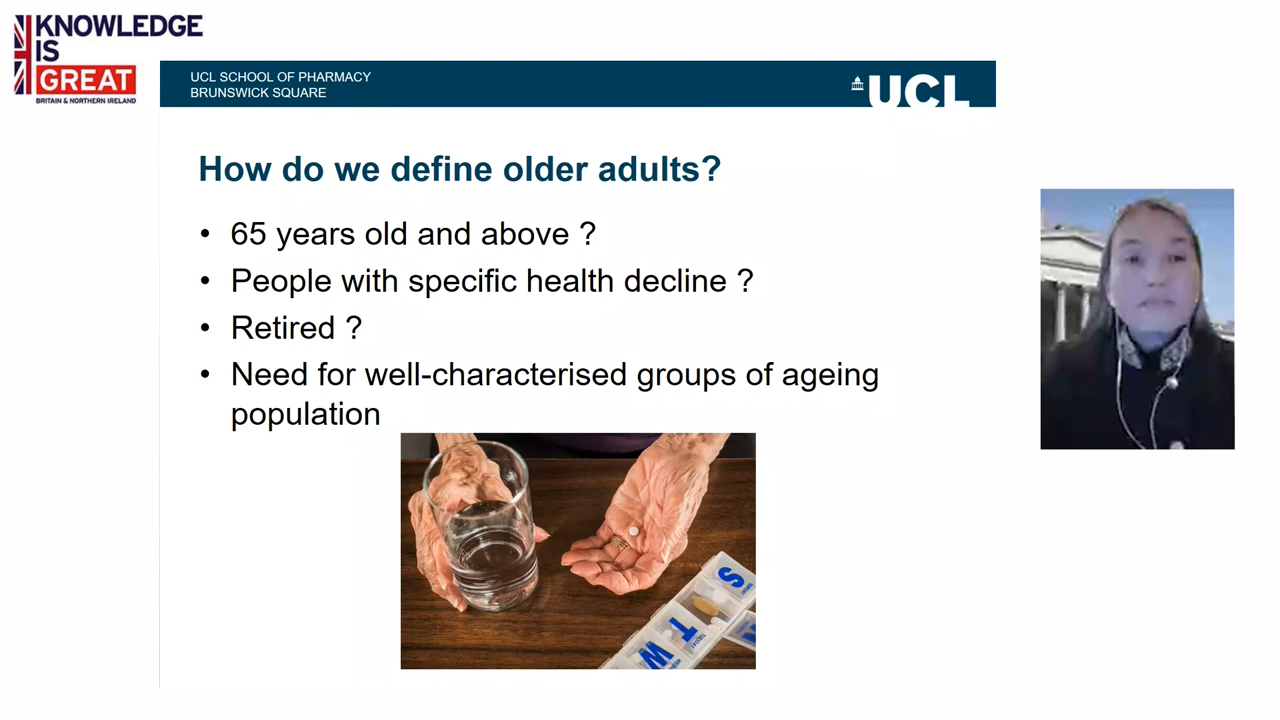 KNOWLEDGE
IS
GREAT
BRITAIN & NORTHERN IRELAND
UCL SCHOOL OF PHARMACY
BRUNSWICK SQUARE
UCL
How do we define older adults?
• 65 years old and above ?
• People with specific health decline ?
• Retired ?
• Need for well-characterised groups of ageing
population
S
T
W